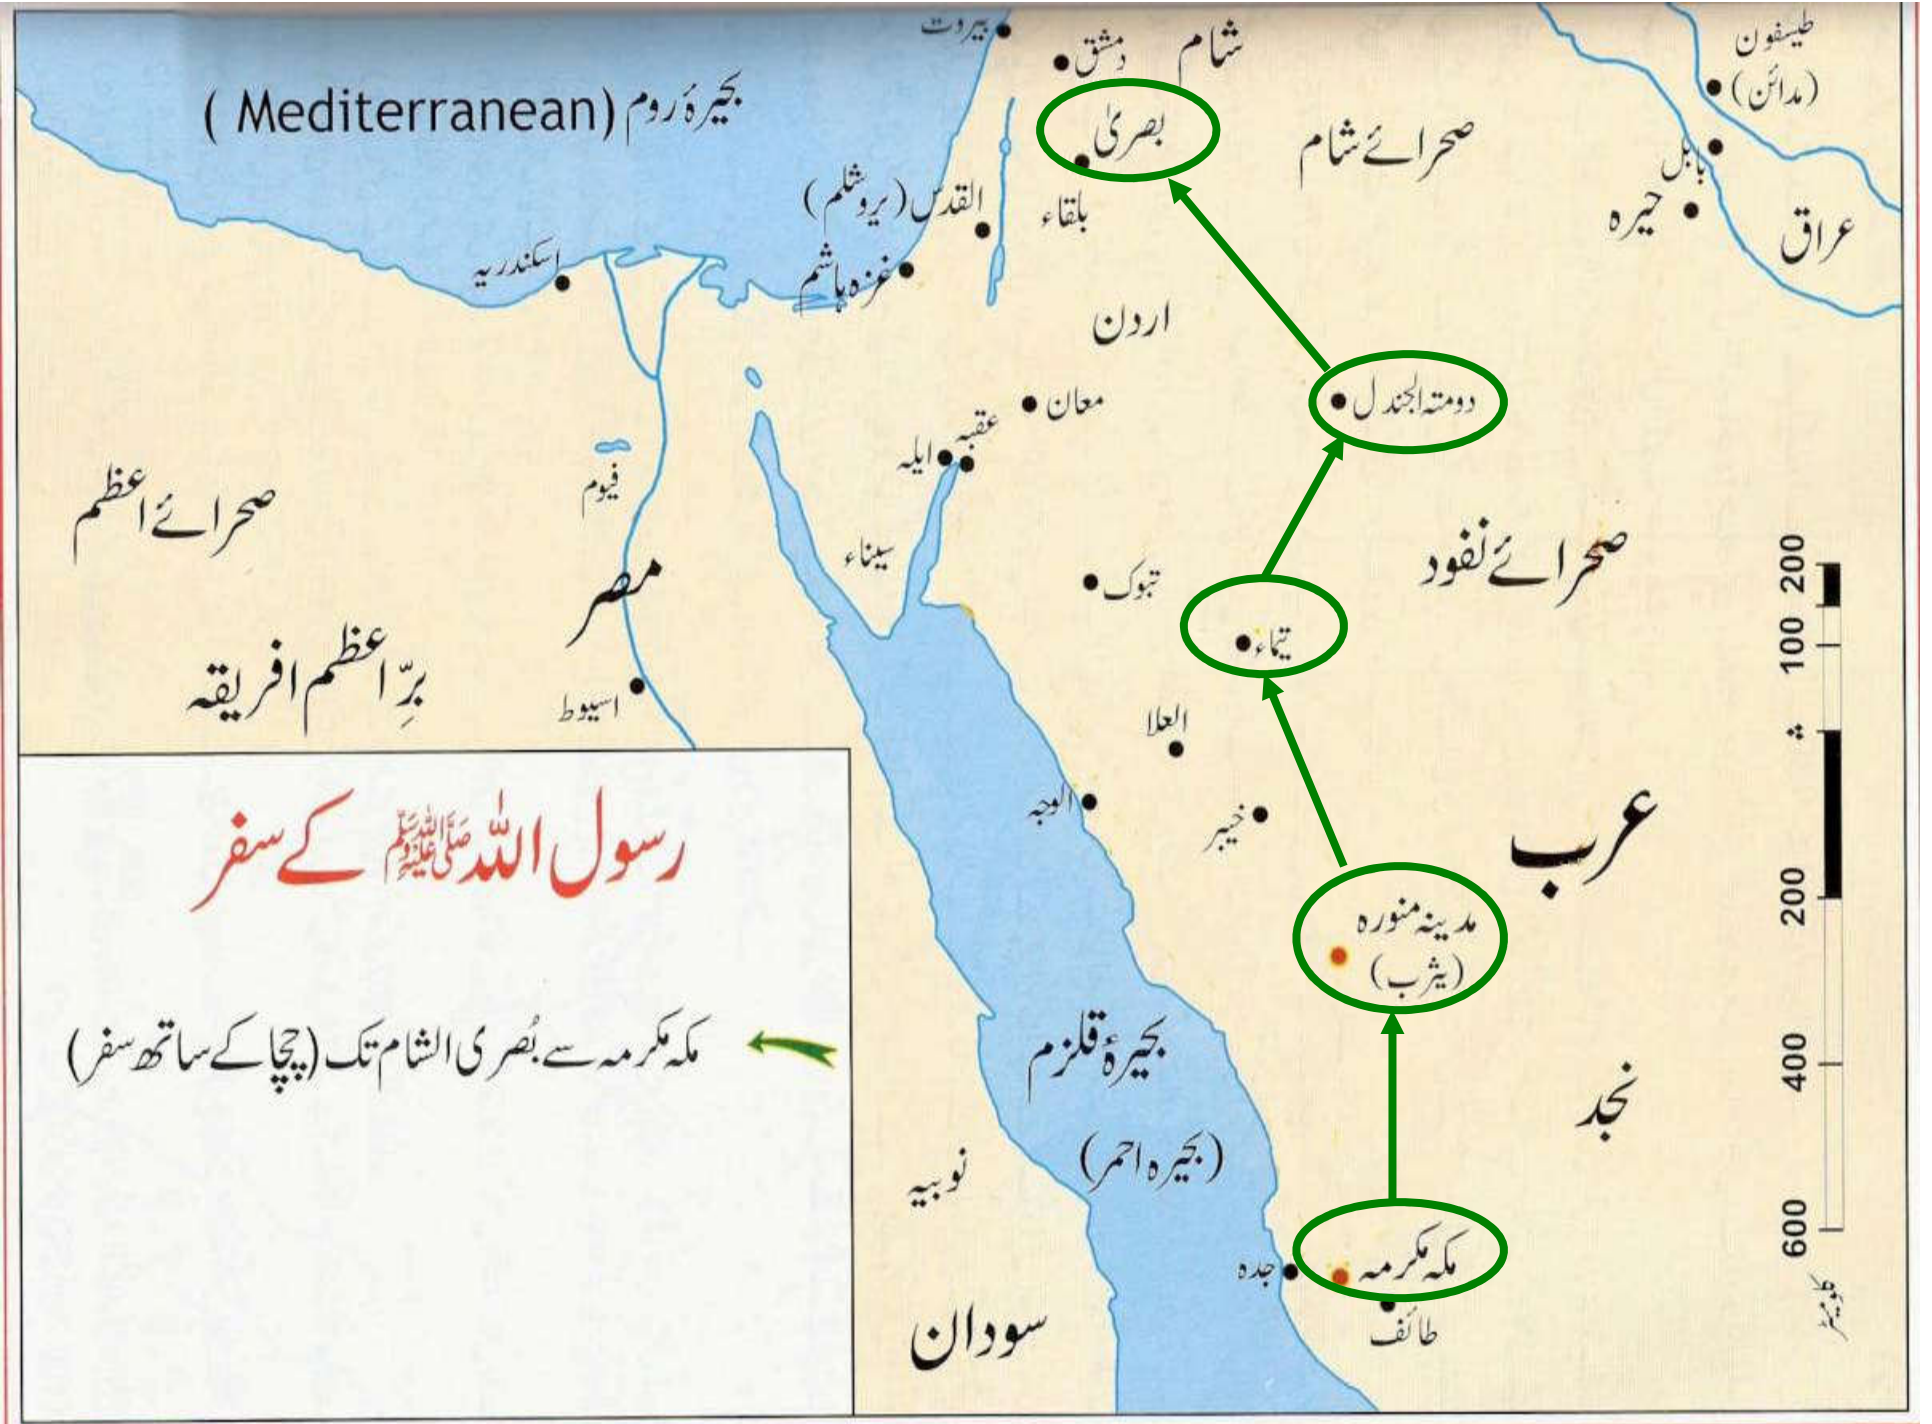 بیروت
دمشق
شام
طیسفون
(مدائن)
بحیرۂ روم (Mediterranean )
بصریٰ
صحرائے شام
بابل
حیرہ
عراق
القدس (یروشلم)
بلقاء
اسکندریہ
غزہ ہاشم
اردن
معان
دومتہ الجندل
عقبہ
ایلہ
صحرائے اعظم
فیوم
سیناء
تبوک
صحرائے نفود
مصر
تیماء
برِّ اعظم افریقہ
اسیوط
العلا
الوجہ
خیبر
عرب
مدینہ منورہ
(یثرب)
بحیرۂ قلزم
(بحیرہ احمر)
نجد
نوبیہ
جدہ
مکہ مکرمہ
طائف
سودان
200
100
200
400
600
کلومیٹر
رسول اللہ ﷺ کے سفر
مکہ مکرمہ سے بُصریٰ الشام تک (چچا کے ساتھ سفر)